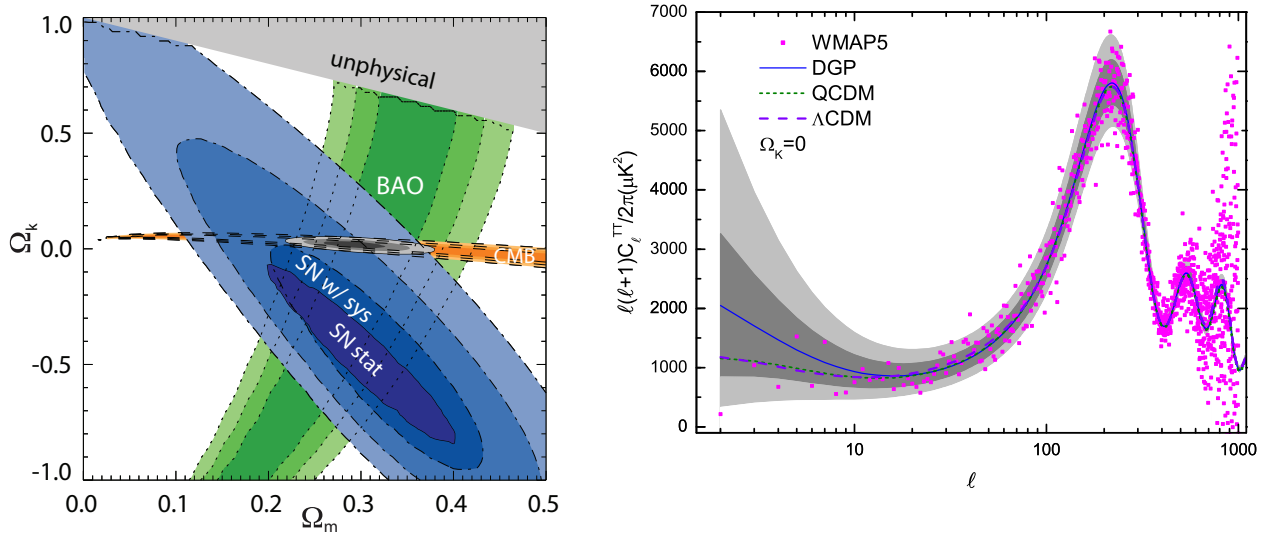 1.0
0.5
0.0
-0.5
-1.0
Ωk
unphysical
BAO
CMB
SN w/ sys
SN stat
0.0
0.1
0.2
0.3
0.4
0.5
Ωm
7000
6000
5000
4000
3000
2000
1000
0
ℓ(ℓ+1)CℓTT/2π(μK²)
WMAP5
DGP
QCDM
ΛCDM
ΩK=0
10
100
1000
ℓ